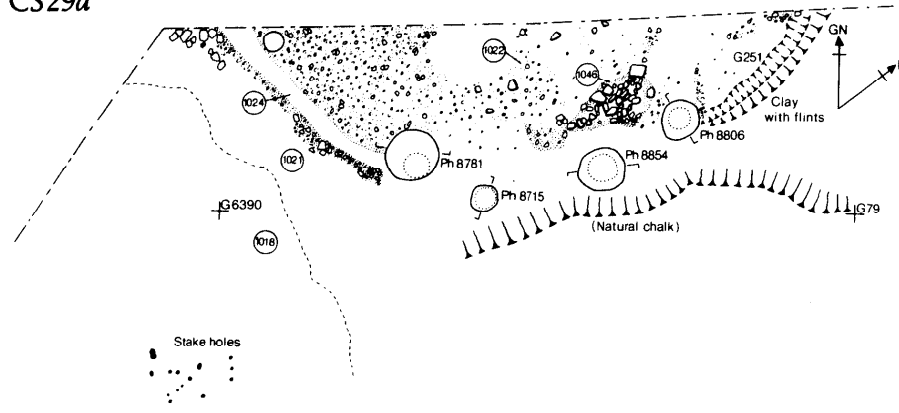 CS29a
GN
1022
1046
G251
Clay
with flints
1024
Ph 8806
Ph 8781
Ph 8854
1021
Ph 8715
G6390
G79
(Natural chalk)
1018
Stake holes